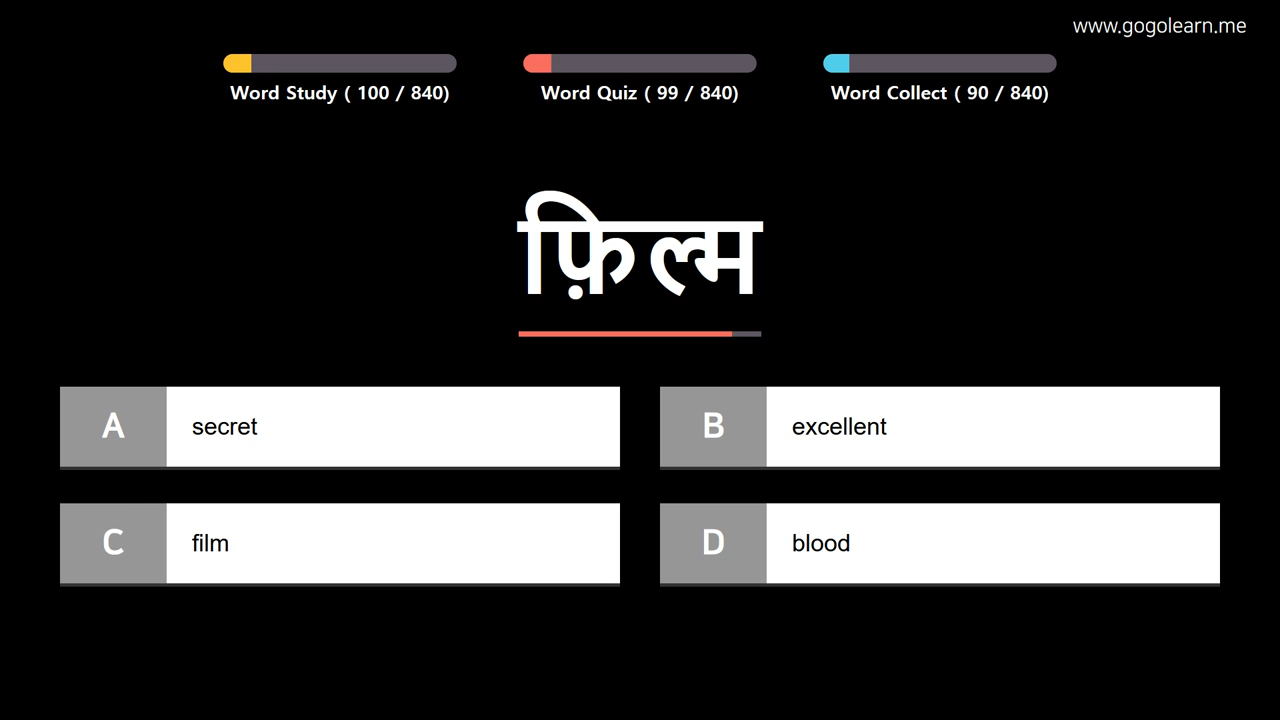 www.gogolearn.me
Word Study ( 100 / 840)
Word Quiz ( 99 / 840)
Word Collect ( 90 / 840)
फ़िल्म
A secret
B excellent
C film
D blood